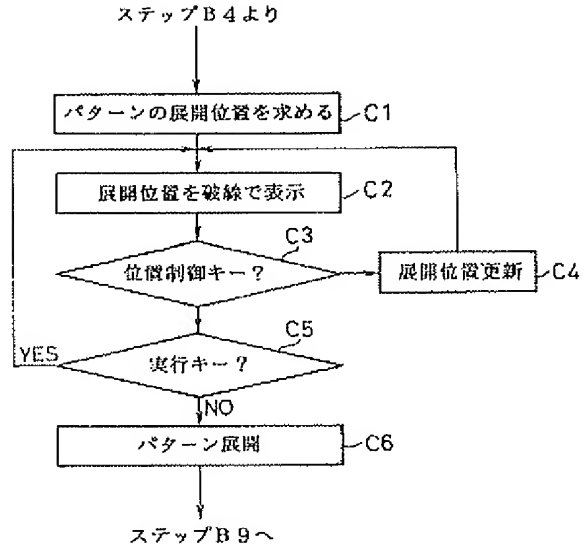 ステップB4より
パターンの展開位置を求める C1
展開位置を破線で表示 C2
C3
位置制御キー?
展開位置更新 C4
C5
YES
実行キー?
NO
パターン展開 C6
ステップB9へ